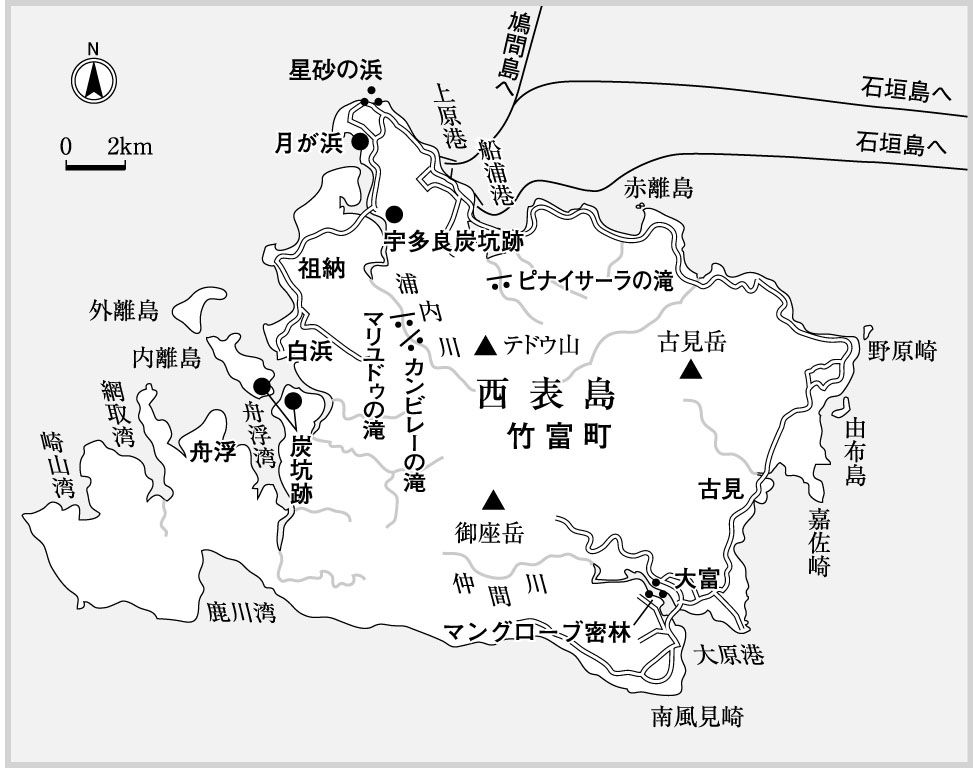 N
0 2km
星砂の浜
月が浜
上原港
船浦港
鳩間島へ
石垣島へ
石垣島へ
赤離島
宇多良炭坑跡
祖納
浦内川
ピナイサーラの滝
外離島
内離島
白浜
マリユドゥの滝
カンビレーの滝
テドウ山
古見岳
野原崎
西表島
竹富町
網取湾
崎山湾
舟浮
舟浮湾
炭坑跡
由布島
古見
嘉佐崎
御座岳
仲間川
大富
マングローブ密林
鹿川湾
大原港
南風見崎